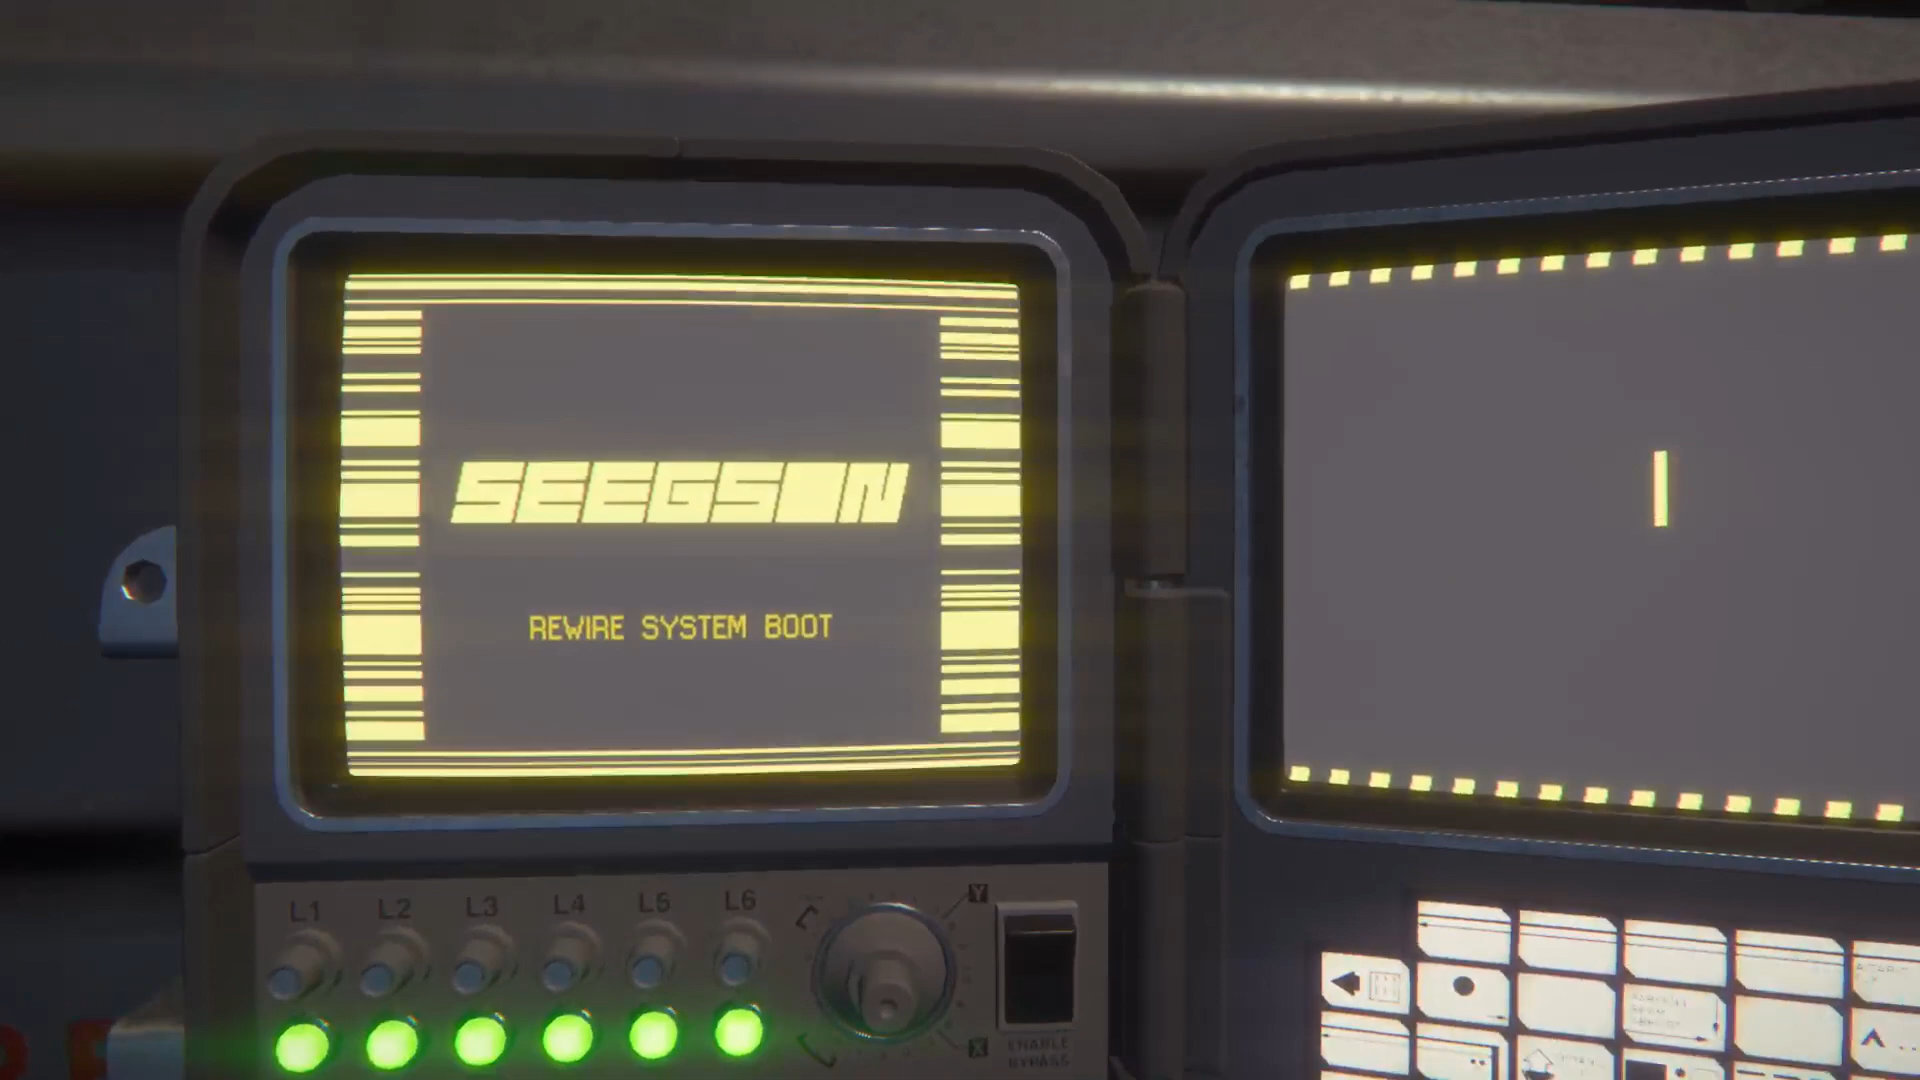 SEEGSON
REWIRE SYSTEM BOOT
L1 L2 L3 L4 L5 L6
Y
X
ENABLE
BYPASS